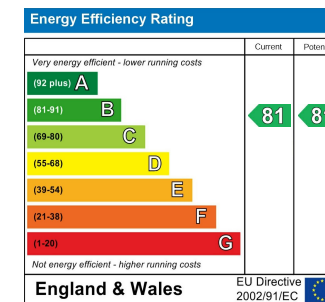 Energy Efficiency Rating
Current
Very energy efficient - lower running costs
(92 plus) A
(81-91) B
81
(69-80) C
(55-68) D
(39-54) E
(21-38) F
(1-20) G
Not energy efficient - higher running costs
England & Wales
EU Directive
2002/91/EC